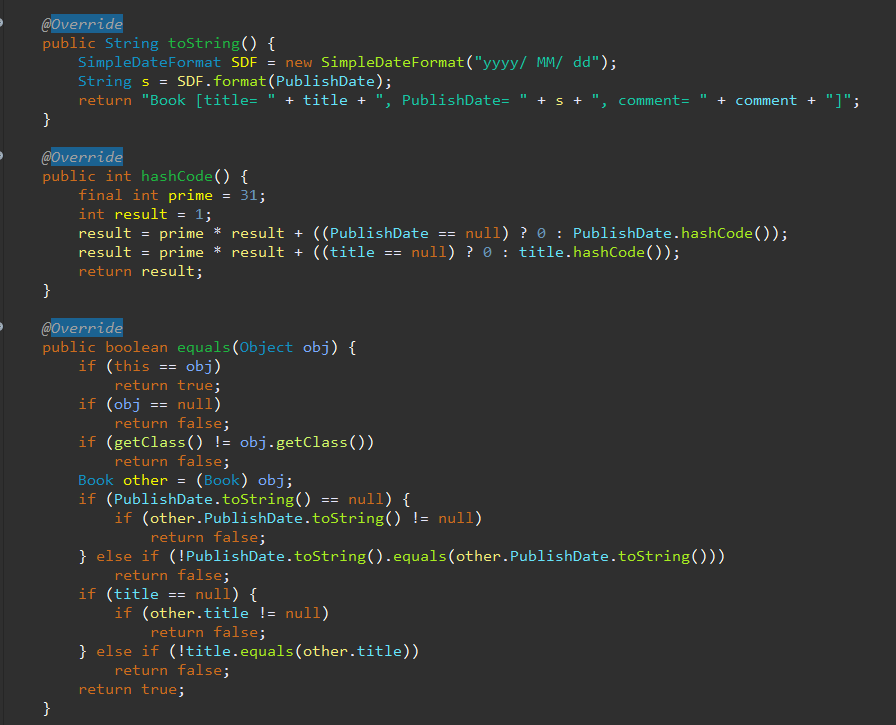 @Override
public String toString() {
    SimpleDateFormat SDF = new SimpleDateFormat("yyyy/ MM/ dd");
    String s = SDF.format(PublishDate);
    return "Book [title= " + title + ", PublishDate= " + s + ", comment= " + comment + "]";
}
@Override
public int hashCode() {
    final int prime = 31;
    int result = 1;
    result = prime * result + ((PublishDate == null) ? 0 : PublishDate.hashCode());
    result = prime * result + ((title == null) ? 0 : title.hashCode());
    return result;
}
@Override
public boolean equals(Object obj) {
    if (this == obj)
        return true;
    if (obj == null)
        return false;
    if (getClass() != obj.getClass())
        return false;
    Book other = (Book) obj;
    if (PublishDate.toString() == null) {
        if (other.PublishDate.toString() != null)
            return false;
    } else if (!PublishDate.toString().equals(other.PublishDate.toString()))
        return false;
    if (title == null) {
        if (other.title != null)
            return false;
    } else if (!title.equals(other.title))
        return false;
    return true;
}